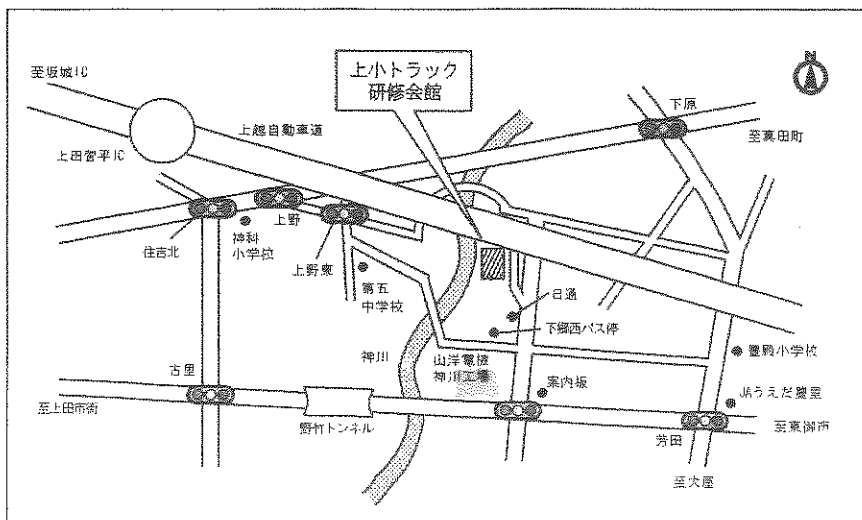 上小トラック
研修会館
N
至坂城IC
上信越自動車道
上田菅平IC
下原
至真田町
住吉北
上野
神科
小学校
上野東
第五
中学校
日通
下郷西バス停
神川
山洋電機
神川工場
案内板
豊殿小学校
JAうえだ豊里
古里
至上田市街
野竹トンネル
芳田
至東御市
至大屋